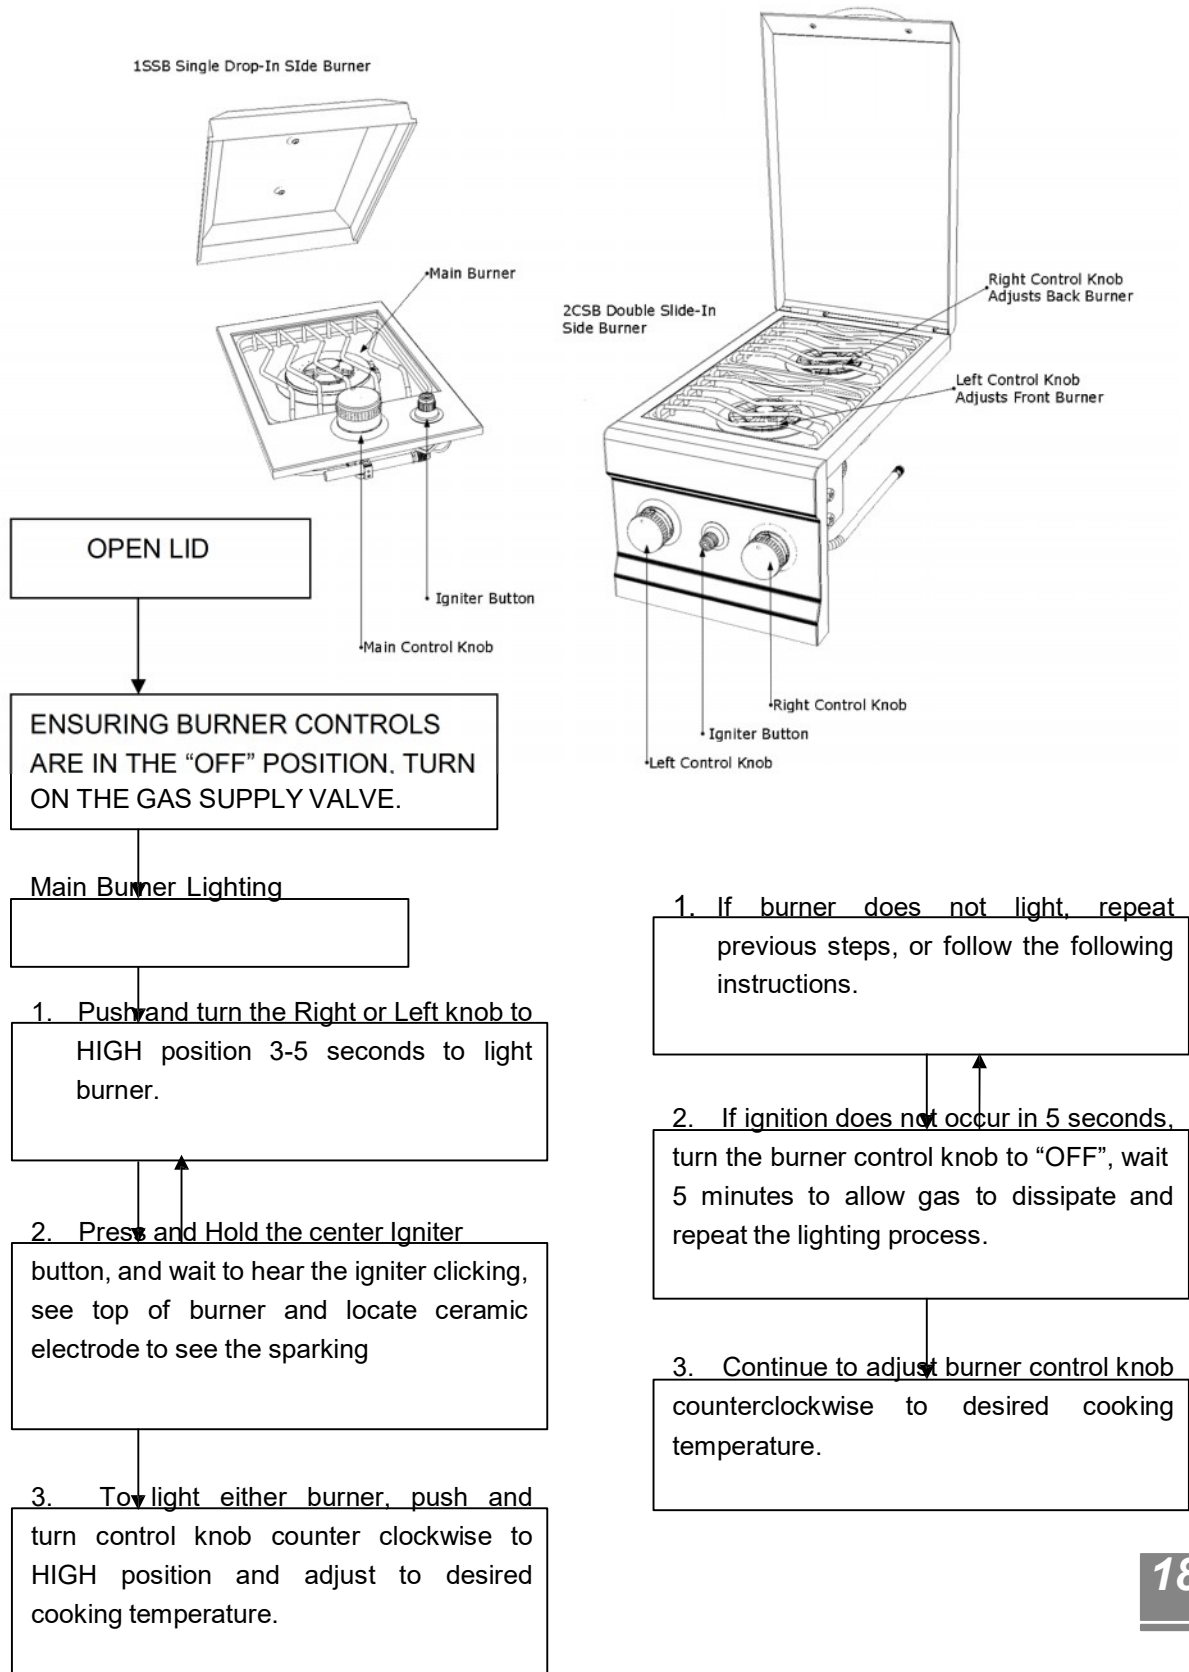 1SSB Single Drop-In SIde Burner
Main Burner
Igniter Button
Main Control Knob
2CSB Double Slide-In
Side Burner
Right Control Knob
Adjusts Back Burner
Left Control Knob
Adjusts Front Burner
Right Control Knob
Igniter Button
Left Control Knob
OPEN LID
ENSURING BURNER CONTROLS
ARE IN THE “OFF” POSITION. TURN
ON THE GAS SUPPLY VALVE.
Main Burner Lighting
1. Push and turn the Right or Left knob to
HIGH position 3-5 seconds to light
burner.
2. Press and Hold the center Igniter
button, and wait to hear the igniter clicking,
see top of burner and locate ceramic
electrode to see the sparking
3. To light either burner, push and
turn control knob counter clockwise to
HIGH position and adjust to desired
cooking temperature.
1. If burner does not light, repeat
previous steps, or follow the following
instructions.
2. If ignition does not occur in 5 seconds,
turn the burner control knob to “OFF”, wait
5 minutes to allow gas to dissipate and
repeat the lighting process.
3. Continue to adjust burner control knob
counterclockwise to desired cooking
temperature.
18